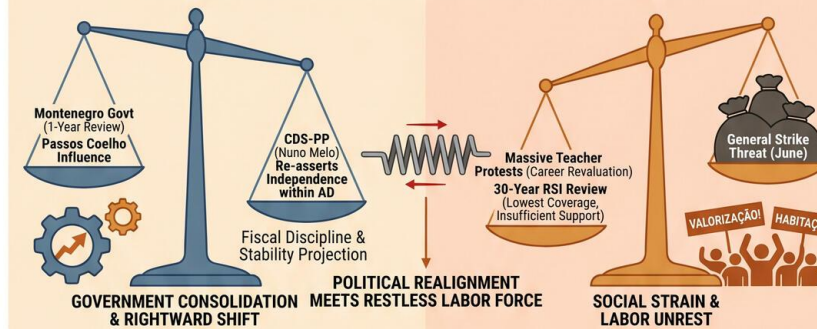 Montenegro Govt
(1-Year Review)
Passos Coelho
Influence
CDS-PP
(Nuno Melo)
Re-asserts
Independence
within AD
Fiscal Discipline &
Stability Projection
GOVERNMENT CONSOLIDATION
& RIGHTWARD SHIFT
POLITICAL REALIGNMENT
MEETS RESTLESS LABOR FORCE
Massive Teacher
Protests (Career Revaluation)
30-Year RSI Review
(Lowest Coverage,
Insufficient Support)
General Strike
Threat (June)
VALORIZAÇÃO!
HABITAÇ
SOCIAL STRAIN &
LABOR UNREST